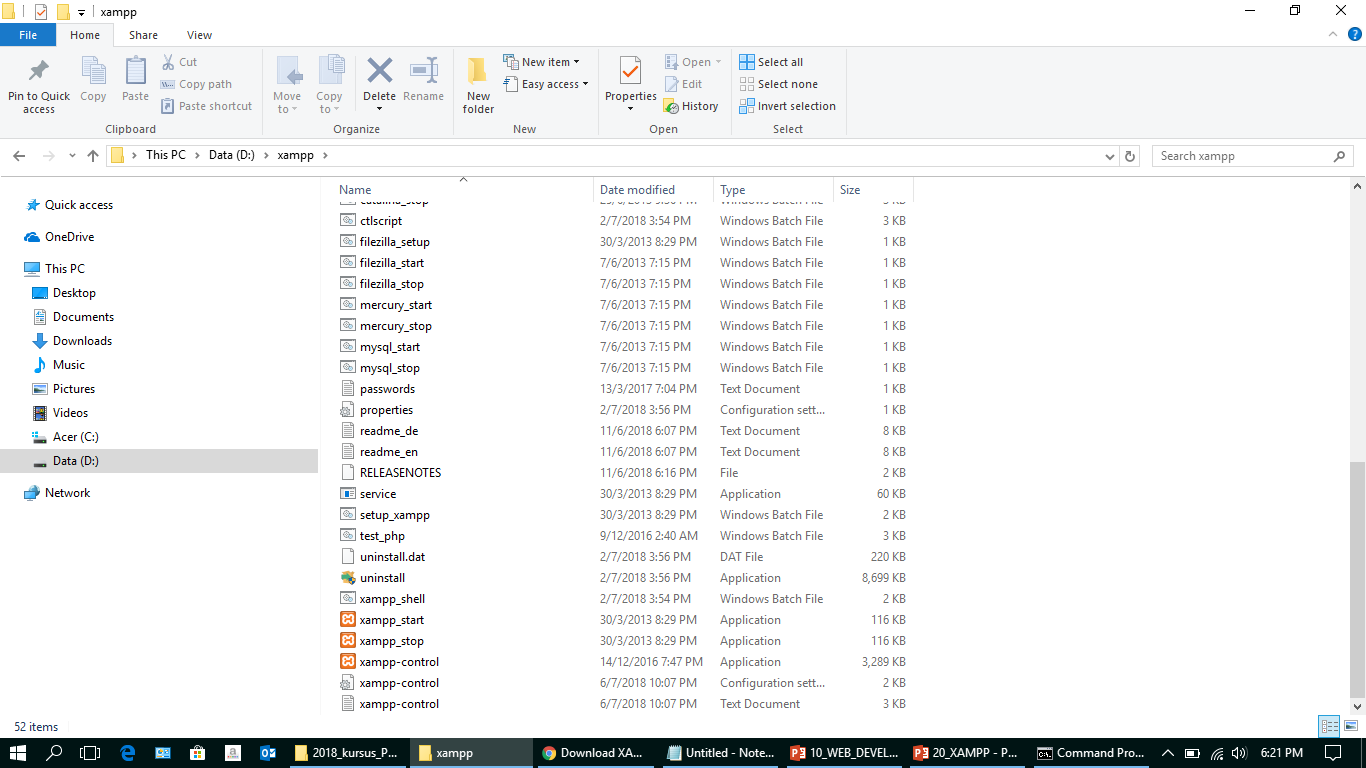 xampp
File Home Share View
Pin to Quick access
Copy
Paste
Cut
Copy path
Paste shortcut
Clipboard
Move to
Copy to
Delete
Rename
Organize
New folder
New item
Easy access
New
Properties
Open
Edit
History
Open
Select all
Select none
Invert selection
Select
This PC > Data (D:) > xampp >
Search xampp
Quick access
OneDrive
This PC
Desktop
Documents
Downloads
Music
Pictures
Videos
Acer (C:)
Data (D:)
Network
Name Date modified Type Size
ctlscript 2/7/2018 3:54 PM Windows Batch File 3 KB
filezilla_setup 30/3/2013 8:29 PM Windows Batch File 1 KB
filezilla_start 7/6/2013 7:15 PM Windows Batch File 1 KB
filezilla_stop 7/6/2013 7:15 PM Windows Batch File 1 KB
mercury_start 7/6/2013 7:15 PM Windows Batch File 1 KB
mercury_stop 7/6/2013 7:15 PM Windows Batch File 1 KB
mysql_start 7/6/2013 7:15 PM Windows Batch File 1 KB
mysql_stop 7/6/2013 7:15 PM Windows Batch File 1 KB
passwords 13/3/2017 7:04 PM Text Document 1 KB
properties 2/7/2018 3:56 PM Configuration sett... 1 KB
readme_de 11/6/2018 6:07 PM Text Document 8 KB
readme_en 11/6/2018 6:07 PM Text Document 8 KB
RELEASENOTES 11/6/2018 6:16 PM File 2 KB
service 30/3/2013 8:29 PM Application 60 KB
setup_xampp 30/3/2013 8:29 PM Windows Batch File 2 KB
test_php 9/12/2016 2:40 AM Windows Batch File 3 KB
uninstall.dat 2/7/2018 3:56 PM DAT File 220 KB
uninstall 2/7/2018 3:56 PM Application 8,699 KB
xampp_shell 2/7/2018 3:54 PM Windows Batch File 2 KB
xampp_start 30/3/2013 8:29 PM Application 116 KB
xampp_stop 30/3/2013 8:29 PM Application 116 KB
xampp-control 14/12/2016 7:47 PM Application 3,289 KB
xampp-control 6/7/2018 10:07 PM Configuration sett... 2 KB
xampp-control 6/7/2018 10:07 PM Text Document 3 KB
52 items
2018_kursus_P... xampp Download XA... Untitled - Note... 10_WEB_DEVEL... 20_XAMPP - P... Command Pro... 6:21 PM